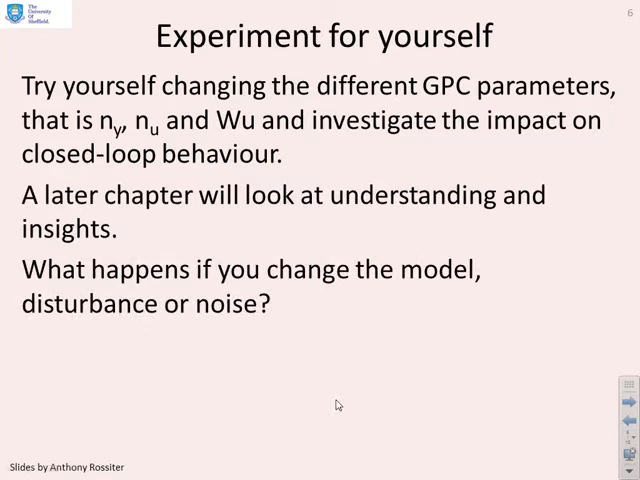 The
University
Of
Sheffield.
6
Experiment for yourself
Try yourself changing the different GPC parameters,
that is ny, nu and Wu and investigate the impact on
closed-loop behaviour.
A later chapter will look at understanding and
insights.
What happens if you change the model,
disturbance or noise?
Slides by Anthony Rossiter